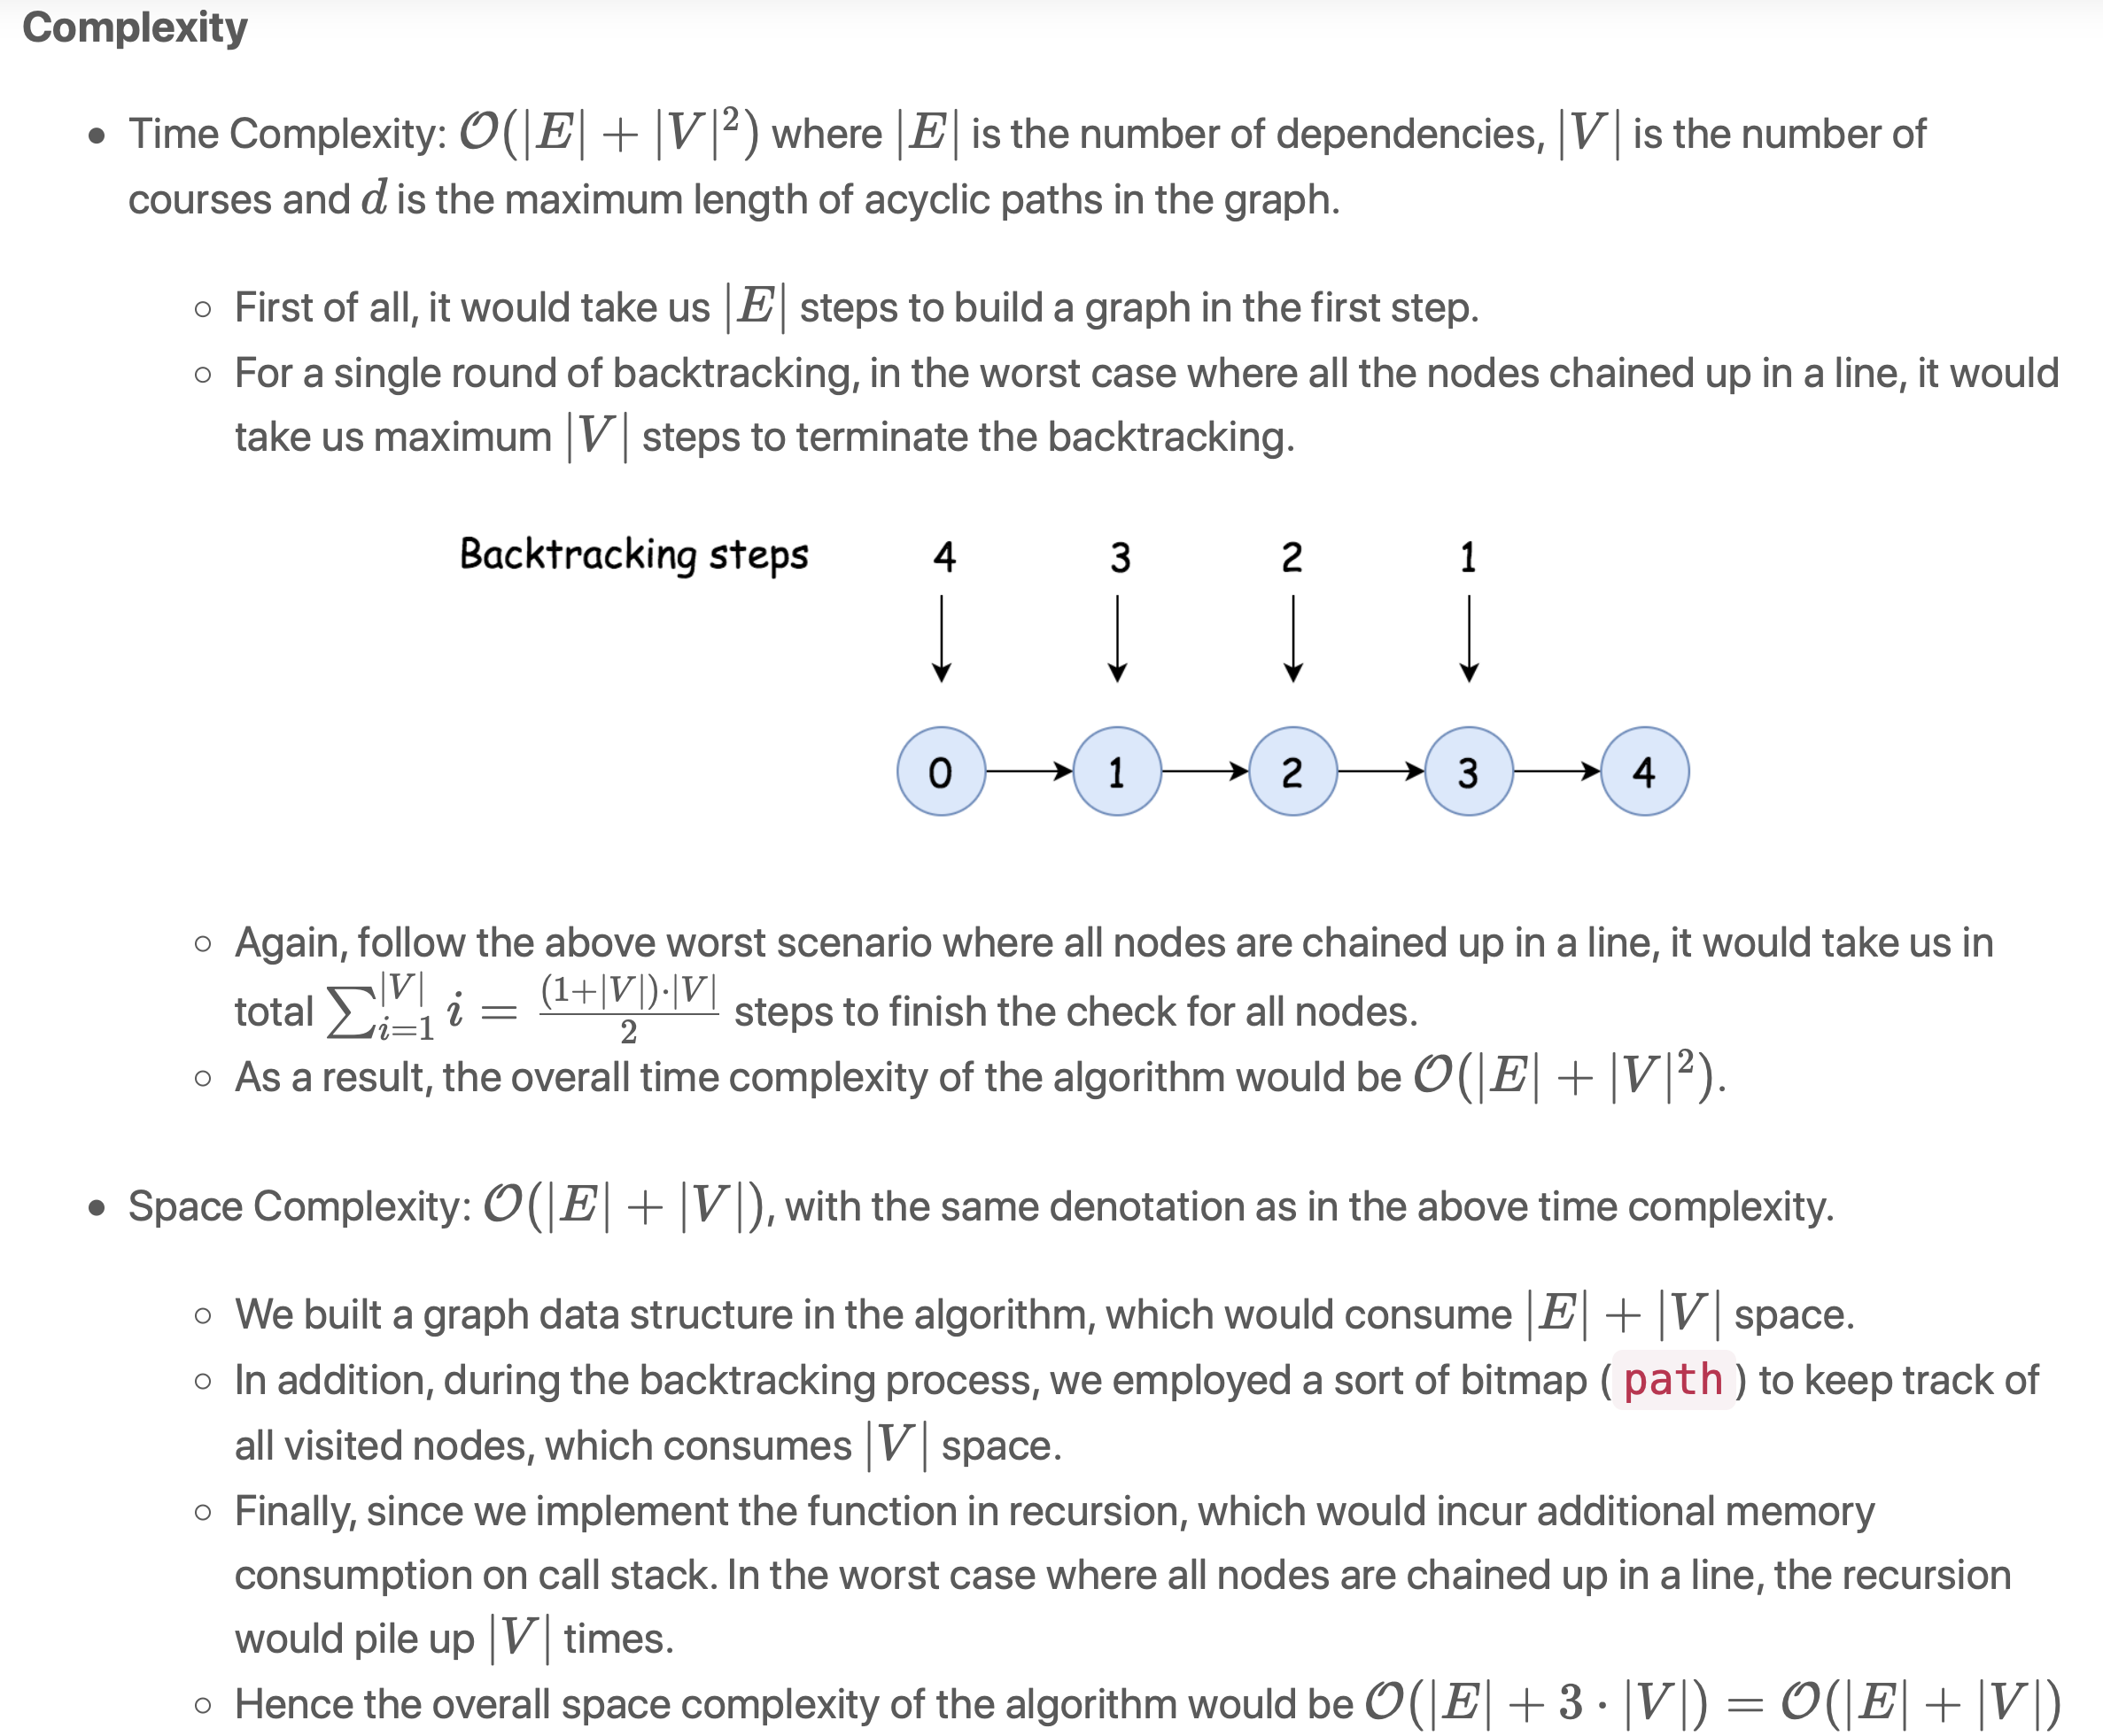 Complexity
• Time Complexity: 𝒪(|E| + |V|²) where |E| is the number of dependencies, |V| is the number of
courses and d is the maximum length of acyclic paths in the graph.
◦ First of all, it would take us |E| steps to build a graph in the first step.
◦ For a single round of backtracking, in the worst case where all the nodes chained up in a line, it would
take us maximum |V| steps to terminate the backtracking.
Backtracking steps 4 3 2 1
0 1 2 3 4
◦ Again, follow the above worst scenario where all nodes are chained up in a line, it would take us in
total ∑_{i=1}^{|V|} i = \frac{(1+|V|)·|V|}{2} steps to finish the check for all nodes.
◦ As a result, the overall time complexity of the algorithm would be 𝒪(|E| + |V|²).
• Space Complexity: 𝒪(|E| + |V|), with the same denotation as in the above time complexity.
◦ We built a graph data structure in the algorithm, which would consume |E| + |V| space.
◦ In addition, during the backtracking process, we employed a sort of bitmap (path) to keep track of
all visited nodes, which consumes |V| space.
◦ Finally, since we implement the function in recursion, which would incur additional memory
consumption on call stack. In the worst case where all nodes are chained up in a line, the recursion
would pile up |V| times.
◦ Hence the overall space complexity of the algorithm would be 𝒪(|E| + 3 · |V|) = 𝒪(|E| + |V|)